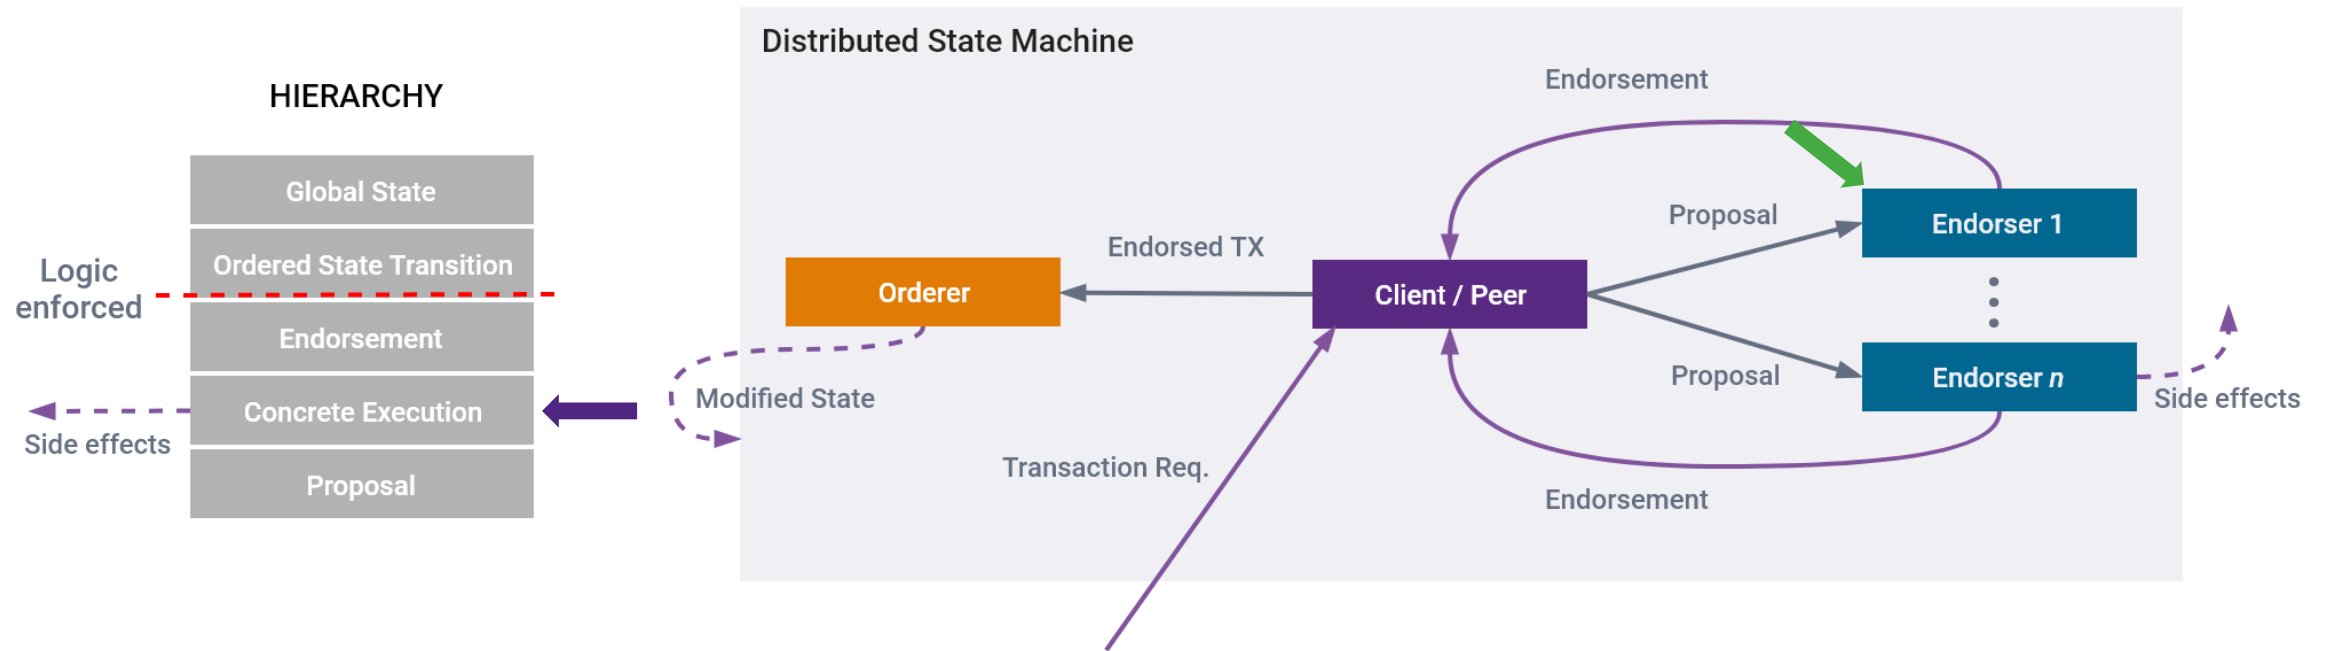 HIERARCHY
Global State
Ordered State Transition
Logic
enforced
Endorsement
Concrete Execution
Side effects
Proposal
Distributed State Machine
Endorsement
Proposal
Endorser 1
Endorsed TX
Orderer
Client / Peer
Proposal
Endorser n
Modified State
Side effects
Transaction Req.
Endorsement